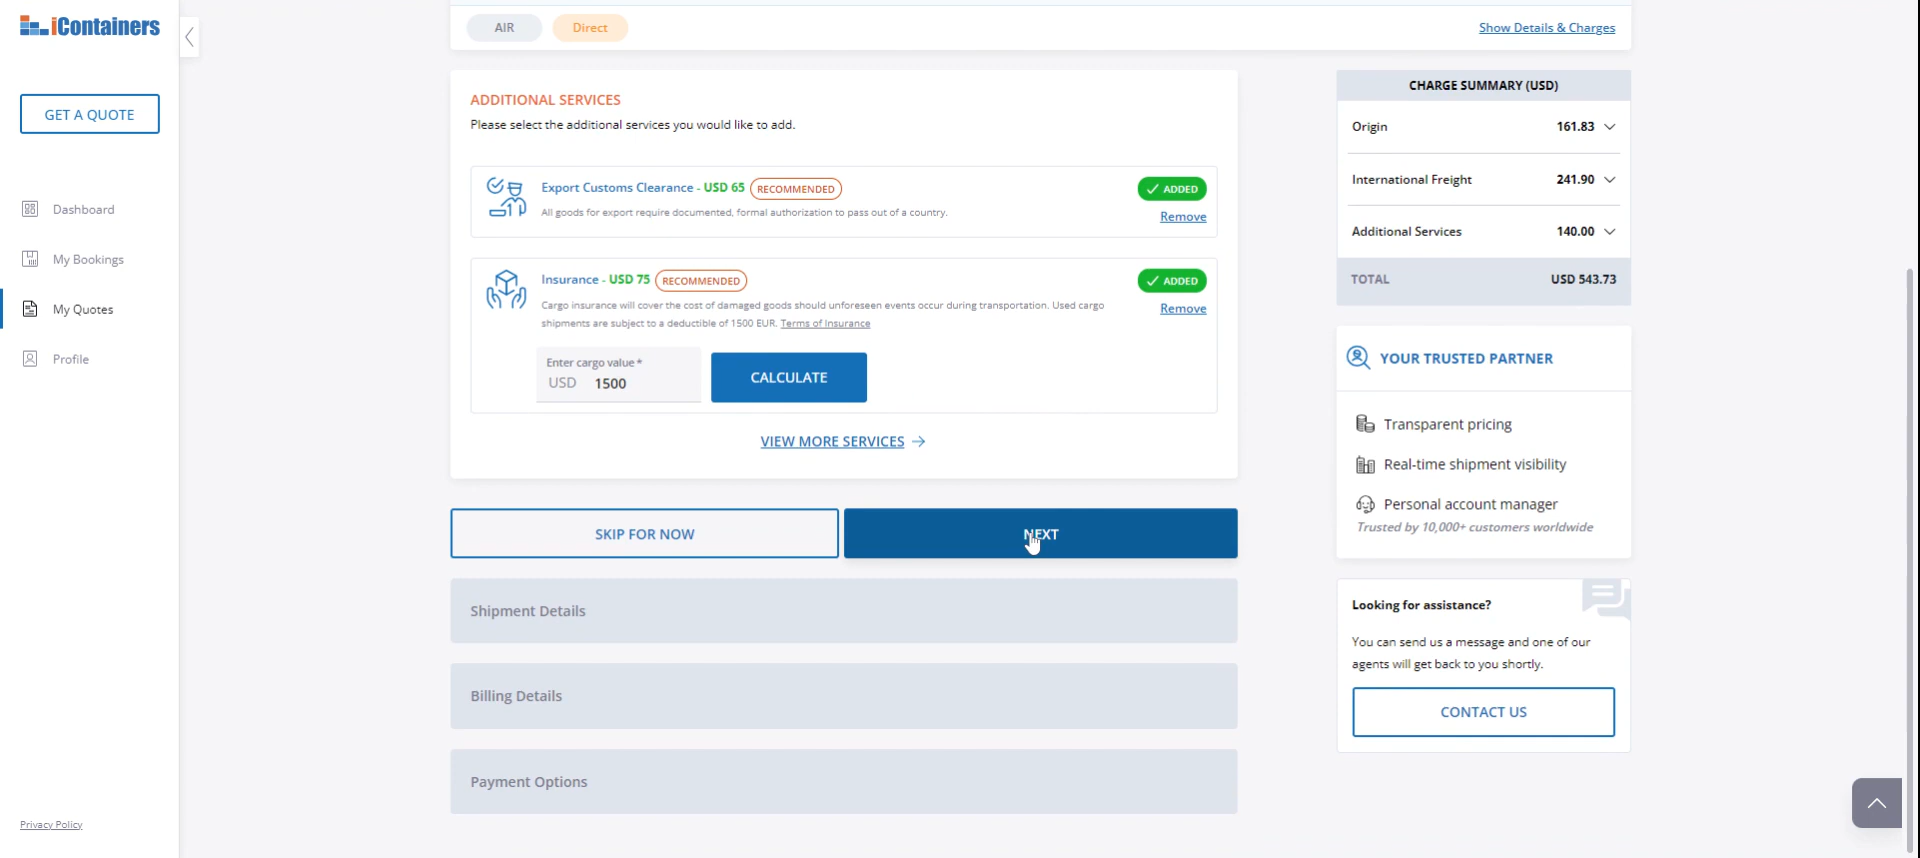 iContainers
AIR
Direct
Show Details & Charges
GET A QUOTE
Dashboard
My Bookings
My Quotes
Profile
Privacy Policy
ADDITIONAL SERVICES
Please select the additional services you would like to add.
Export Customs Clearance - USD 65 RECOMMENDED
All goods for export require documented, formal authorization to pass out of a country.
ADDED
Remove
Insurance - USD 75 RECOMMENDED
Cargo insurance will cover the cost of damaged goods should unforeseen events occur during transportation. Used cargo
shipments are subject to a deductible of 1500 EUR. Terms of Insurance
ADDED
Remove
Enter cargo value *
USD 1500
CALCULATE
VIEW MORE SERVICES
SKIP FOR NOW
NEXT
Shipment Details
Billing Details
Payment Options
CHARGE SUMMARY (USD)
Origin 161.83
International Freight 241.90
Additional Services 140.00
TOTAL USD 543.73
YOUR TRUSTED PARTNER
Transparent pricing
Real-time shipment visibility
Personal account manager
Trusted by 10,000+ customers worldwide
Looking for assistance?
You can send us a message and one of our
agents will get back to you shortly.
CONTACT US